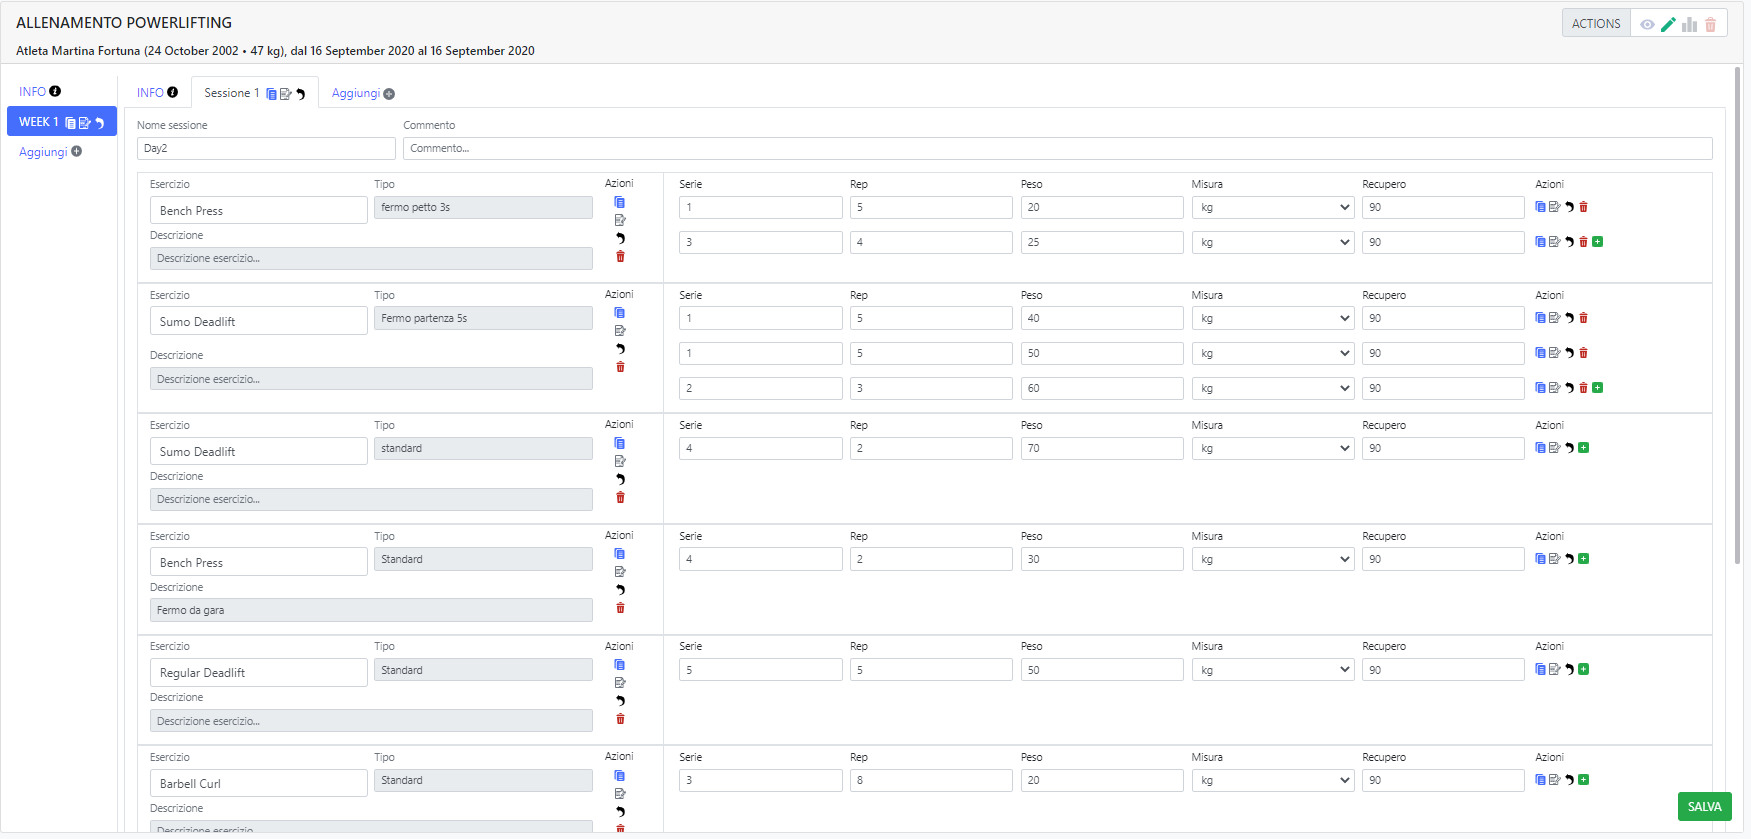 ALLENAMENTO POWERLIFTING
ACTIONS
Atleta Martina Fortuna (24 October 2002 • 47 kg), dal 16 September 2020 al 16 September 2020
INFO
WEEK 1
Aggiungi
INFO Sessione 1 Aggiungi
Nome sessione Commento
Day2 Commento...
Esercizio Tipo Azioni Serie Rep Peso Misura Recupero Azioni
Bench Press fermo petto 3s 1 5 20 kg 90
Descrizione 3 4 25 kg 90
Descrizione esercizio...
Esercizio Tipo Azioni Serie Rep Peso Misura Recupero Azioni
Sumo Deadlift Fermo partenza 5s 1 5 40 kg 90
Descrizione 1 5 50 kg 90
Descrizione esercizio... 2 3 60 kg 90
Esercizio Tipo Azioni Serie Rep Peso Misura Recupero Azioni
Sumo Deadlift standard 4 2 70 kg 90
Descrizione
Descrizione esercizio...
Esercizio Tipo Azioni Serie Rep Peso Misura Recupero Azioni
Bench Press Standard 4 2 30 kg 90
Descrizione
Fermo da gara
Esercizio Tipo Azioni Serie Rep Peso Misura Recupero Azioni
Regular Deadlift Standard 5 5 50 kg 90
Descrizione
Descrizione esercizio...
Esercizio Tipo Azioni Serie Rep Peso Misura Recupero Azioni
Barbell Curl Standard 3 8 20 kg 90
Descrizione
Descrizione esercizio...
SALVA